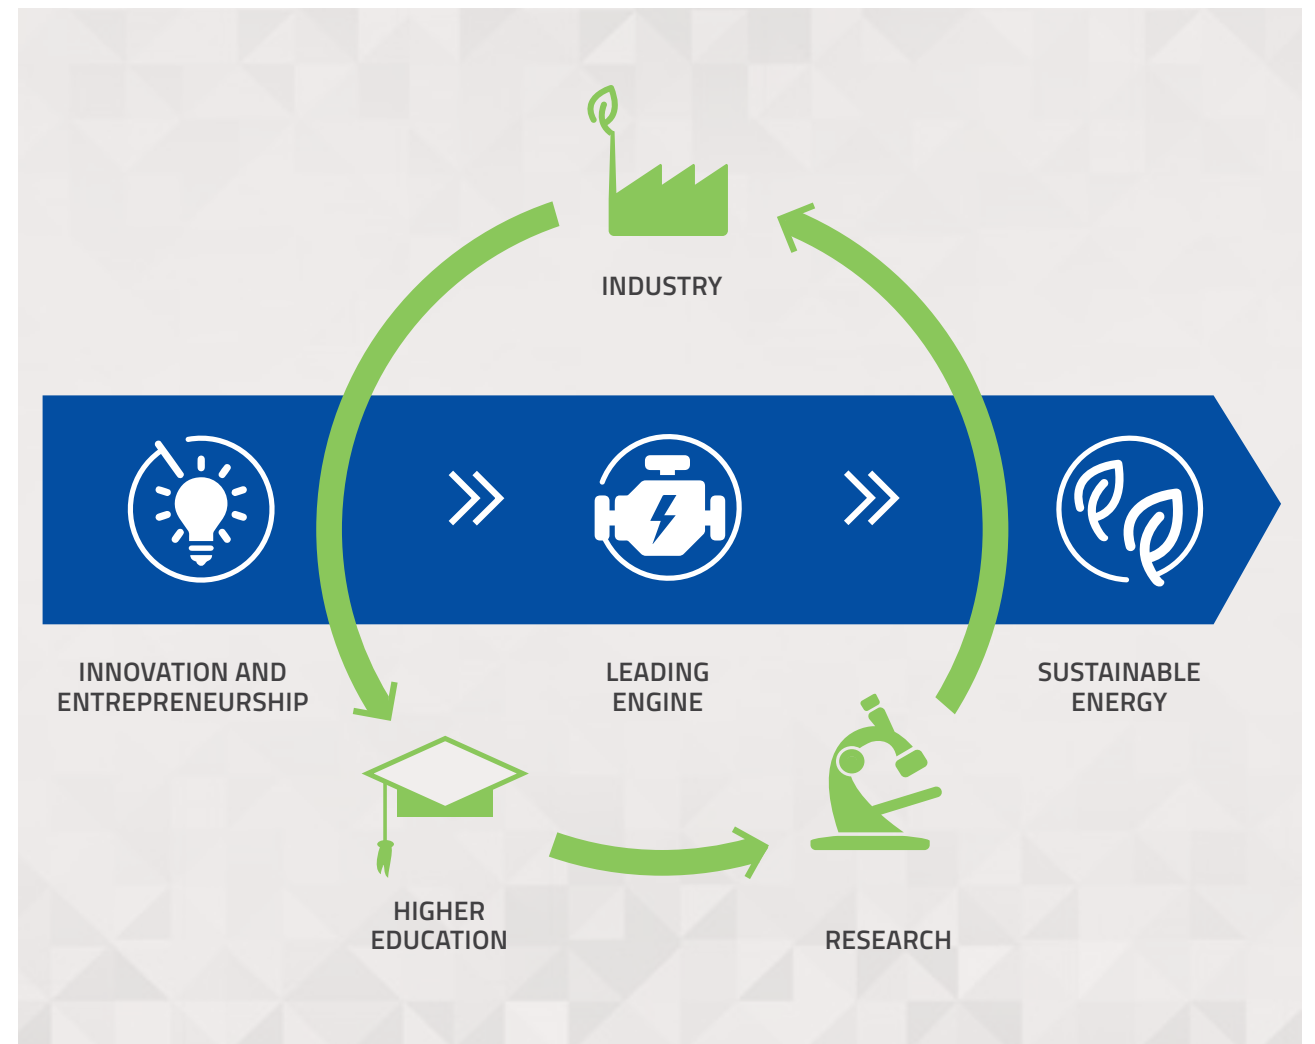 INDUSTRY
INNOVATION AND
ENTREPRENEURSHIP
LEADING
ENGINE
SUSTAINABLE
ENERGY
HIGHER
EDUCATION
RESEARCH